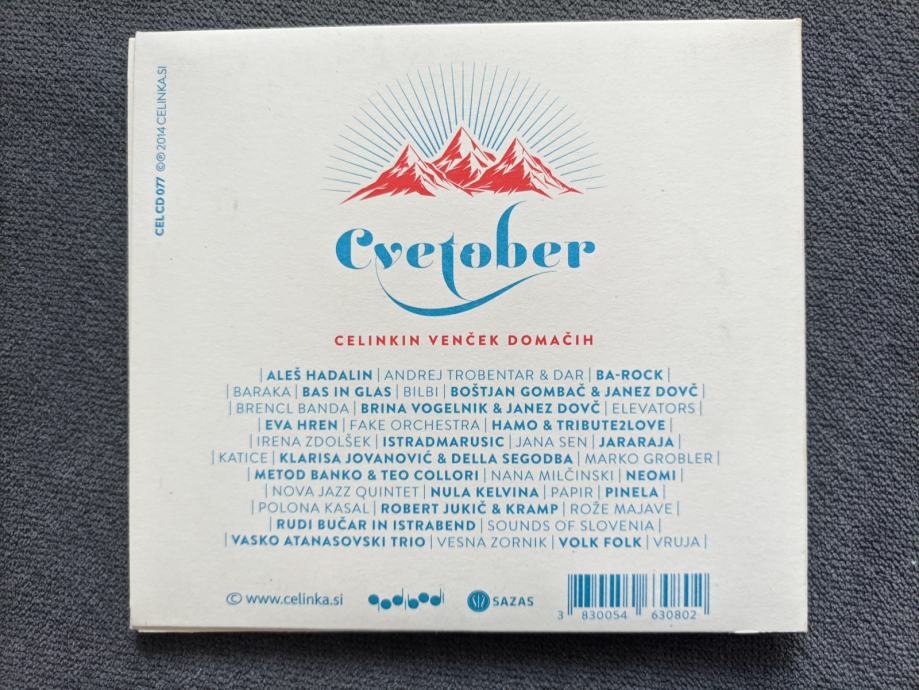 CEL CD 077 ©℗ 2014 CELINKA.SI
Cvetober
CELINKIN VENČEK DOMAČIH
| ALEŠ HADALIN | ANDREJ TROBENTAR & DAR | BA-ROCK |
| BARAKA | BAS IN GLAS | BILBI | BOŠTJAN GOMBAČ & JANEZ DOVČ |
| BRENCL BANDA | BRINA VOGELNIK & JANEZ DOVČ | ELEVATORS |
| EVA HREN | FAKE ORCHESTRA | HAMO & TRIBUTE2LOVE |
| IRENA ZDOLŠEK | ISTRADMARUSIC | JANA SEN | JARARAJA |
| KATICE | KLARISA JOVANOVIĆ & DELLA SEGODBA | MARKO GROBLER |
| METOD BANKO & TEO COLLORI | NANA MILČINSKI | NEOMI |
| NOVA JAZZ QUINTET | NULA KELVINA | PAPIR | PINELA |
| POLONA KASAL | ROBERT JUKIČ & KRAMP | ROŽE MAJAVE |
| RUDI BUČAR IN ISTRABEND | SOUNDS OF SLOVENIA |
| VASKO ATANASOVSKI TRIO | VESNA ZORNIK | VOLK FOLK | VRUJA |
© www.celinka.si
SAZAS
3 830054 630802